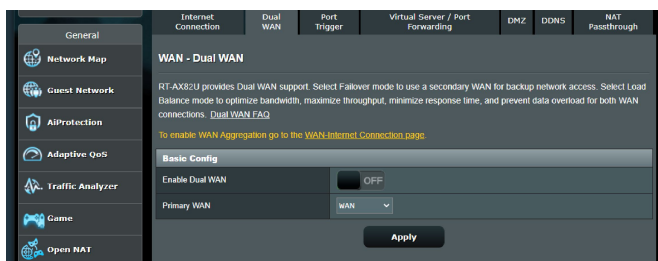 General
Network Map
Guest Network
AiProtection
Adaptive QoS
Traffic Analyzer
Game
Open NAT
Internet Connection
Dual WAN
Port Trigger
Virtual Server / Port Forwarding
DMZ
DDNS
NAT Passthrough
WAN - Dual WAN
RT-AX82U provides Dual WAN support. Select Failover mode to use a secondary WAN for backup network access. Select Load
Balance mode to optimize bandwidth, maximize throughput, minimize response time, and prevent data overload for both WAN
connections. Dual WAN FAQ
To enable WAN Aggregation go to the WAN-Internet Connection page.
Basic Config
Enable Dual WAN
OFF
Primary WAN
WAN
Apply